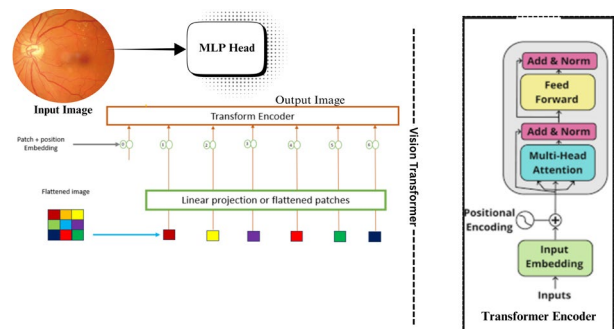 MLP Head
Input Image
Output Image
Transform Encoder
Patch + position
Embedding
Flattened image
Linear projection or flattened patches
Vision Transformer
Add & Norm
Feed
Forward
Add & Norm
Multi-Head
Attention
Positional
Encoding
Input
Embedding
Inputs
Transformer Encoder